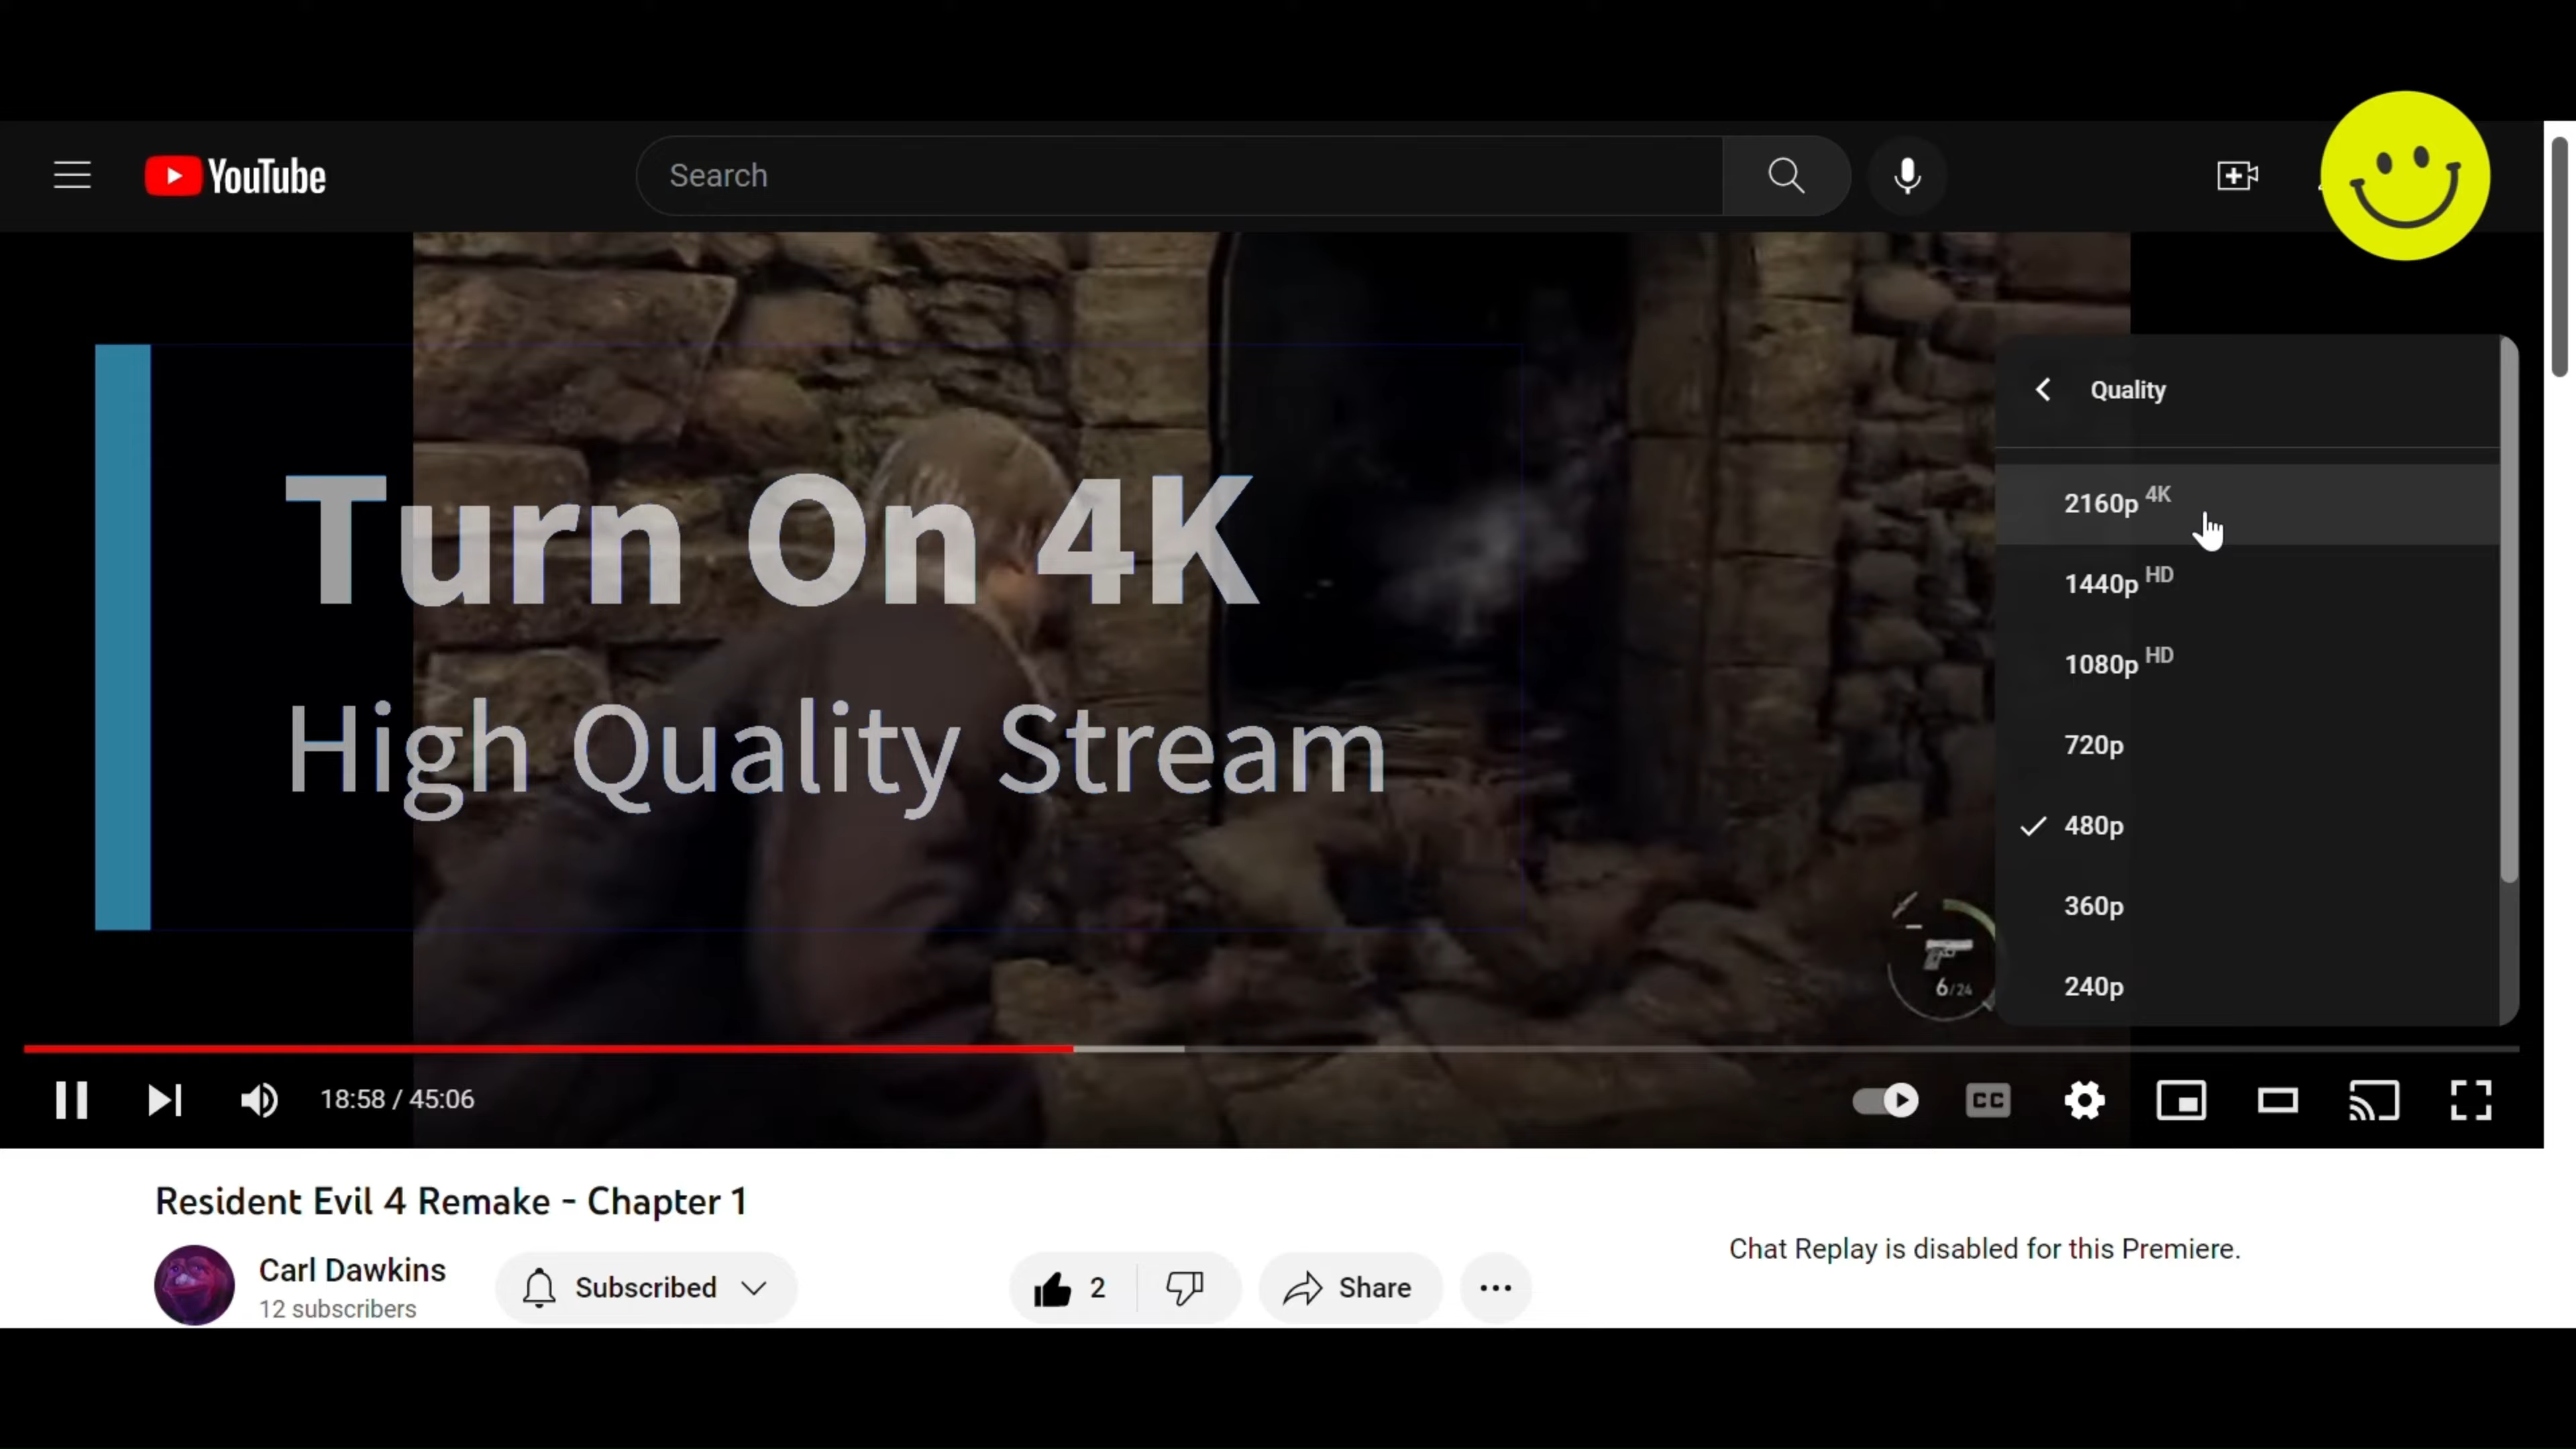 YouTube
Search
Turn On 4K
High Quality Stream
Quality
2160p 4K
1440p HD
1080p HD
720p
480p
360p
240p
6/24
18:58 / 45:06
CC
Resident Evil 4 Remake - Chapter 1
Carl Dawkins
12 subscribers
Subscribed
2
Share
Chat Replay is disabled for this Premiere.